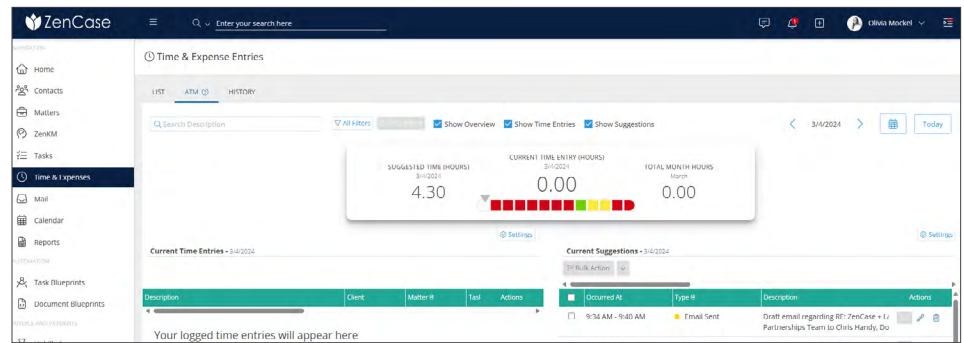 ZenCase
Enter your search here
Olivia Mockel
Home
Contacts
Matters
ZenKM
Tasks
Time & Expenses
Mail
Calendar
Reports
Task Blueprints
Document Blueprints
Time & Expense Entries
LIST ATM HISTORY
Search Description All Filters Show Overview Show Time Entries Show Suggestions 3/4/2024 Today
SUGGESTED TIME (HOURS)
3/4/2024
4.30
CURRENT TIME ENTRY (HOURS)
3/4/2024
0.00
TOTAL MONTH HOURS
March
0.00
Settings
Current Time Entries - 3/4/2024
Description Client Matter # Task Actions
Your logged time entries will appear here
Settings
Current Suggestions - 3/4/2024
Bulk Action
Occurred At Type Description Actions
9:34 AM - 9:40 AM Email Sent Draft email regarding RE: ZenCase +
Partnerships Team to Chris Handy, Do